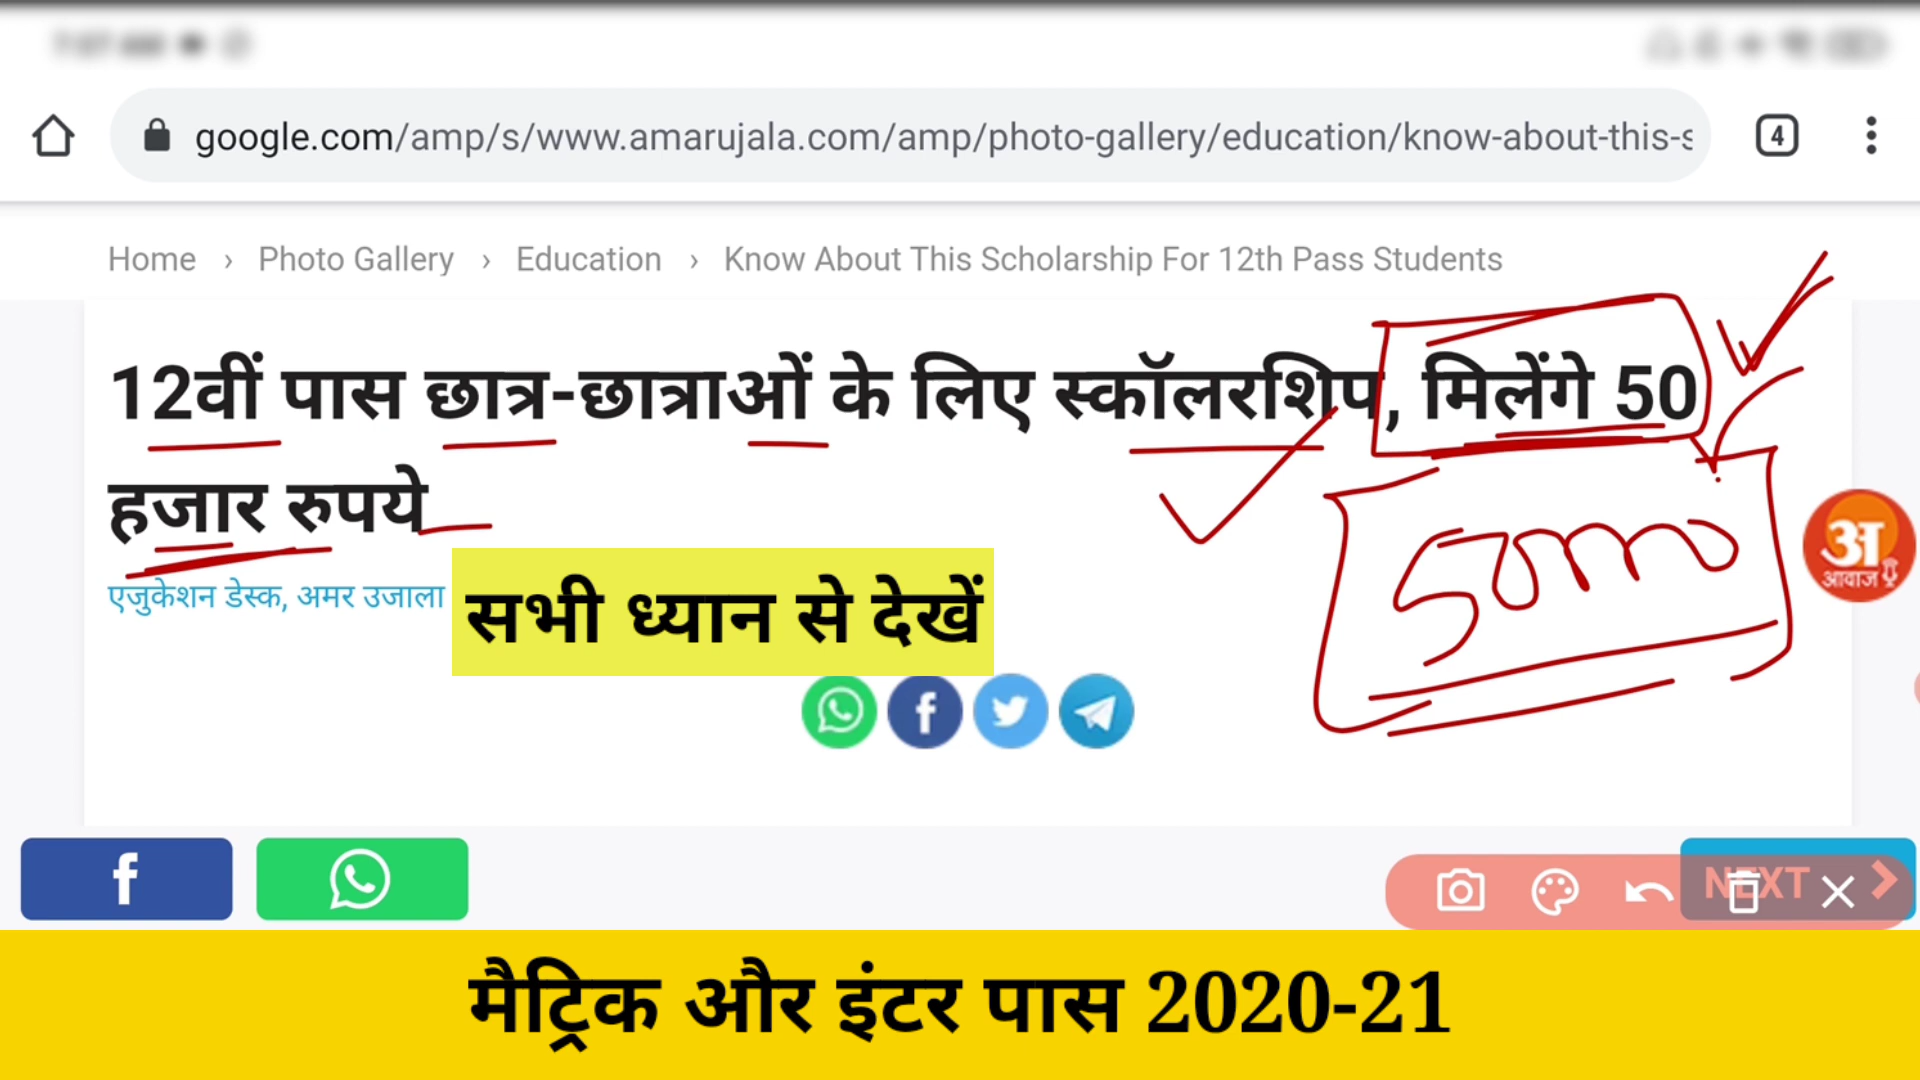 google.com/amp/s/www.amarujala.com/amp/photo-gallery/education/know-about-this-s
4
Home › Photo Gallery › Education › Know About This Scholarship For 12th Pass Students
12वीं पास छात्र-छात्राओं के लिए स्कॉलरशिप, मिलेंगे 50
हजार रुपये
एजुकेशन डेस्क, अमर उजाला
सभी ध्यान से देखें
अ
आवाज
NEXT
मैट्रिक और इंटर पास 2020-21